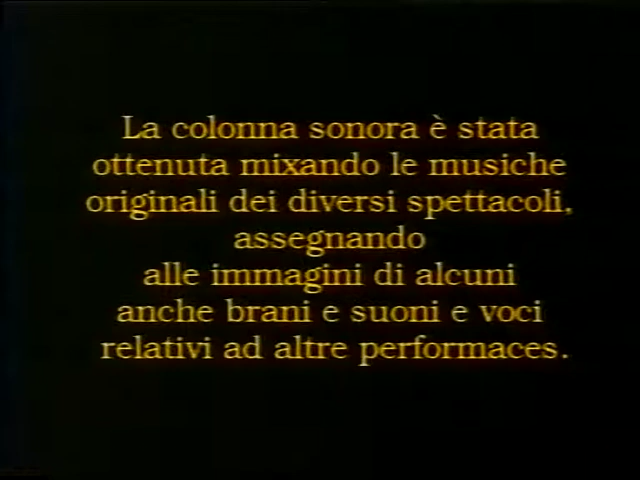 La colonna sonora è stata
ottenuta mixando le musiche
originali dei diversi spettacoli,
assegnando
alle immagini di alcuni
anche brani e suoni e voci
relativi ad altre performaces.